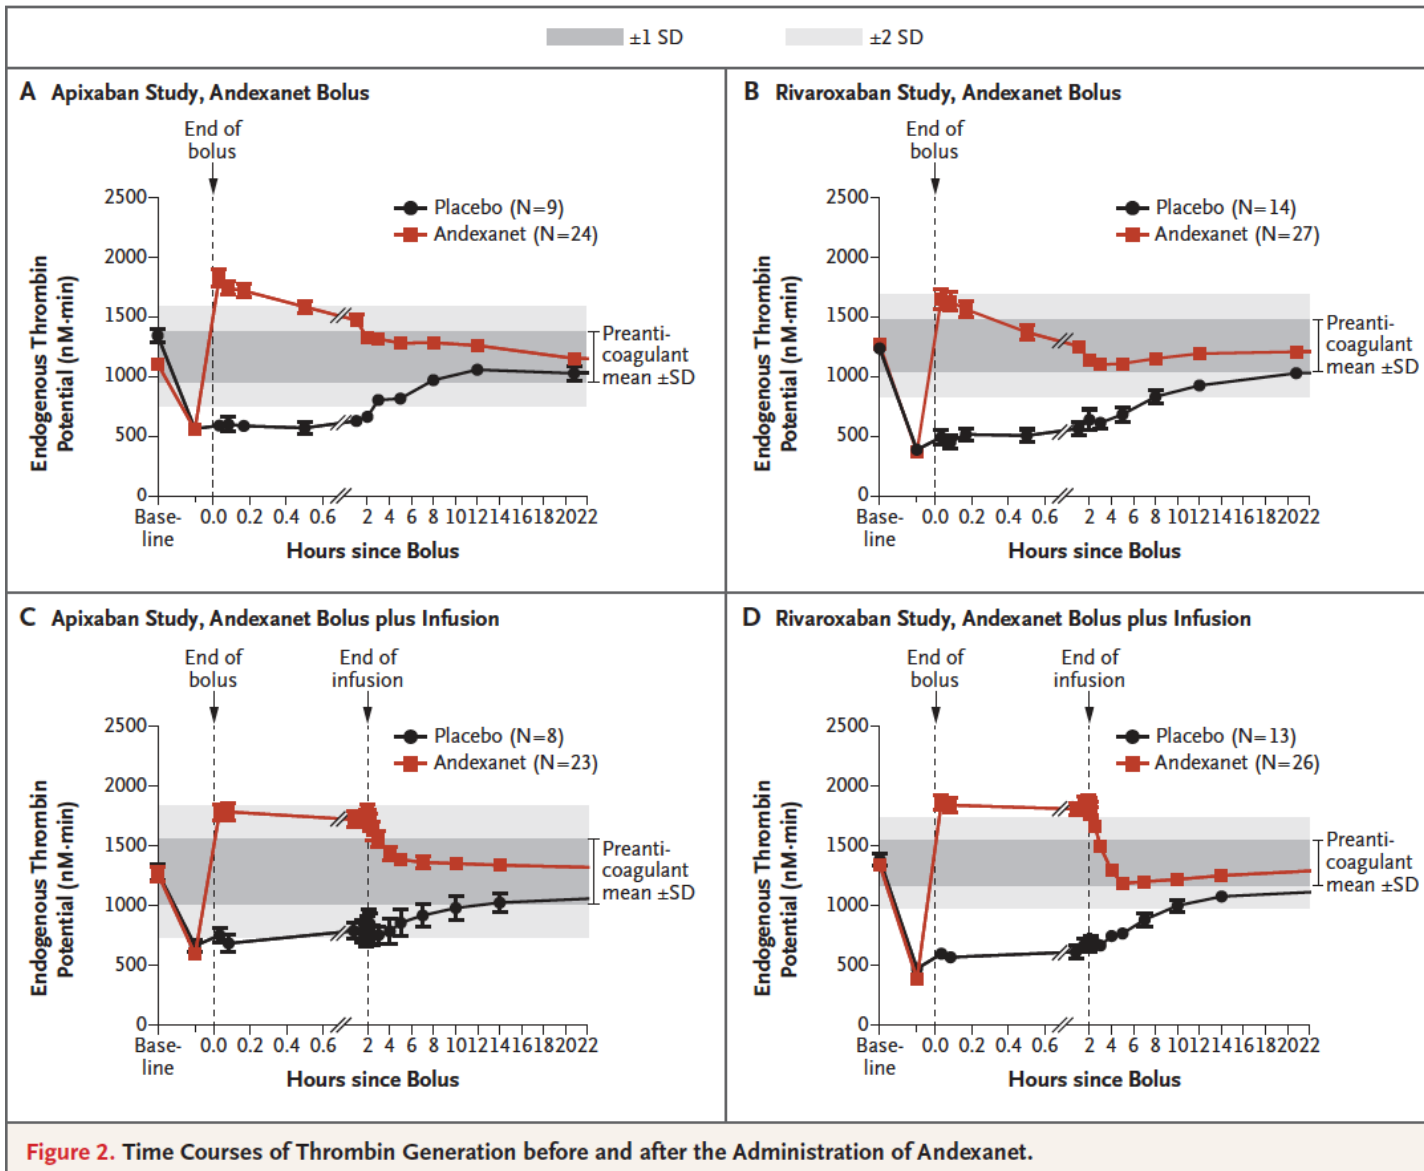 ±1 SD
±2 SD
A Apixaban Study, Andexanet Bolus
End of
bolus
Placebo (N=9)
Andexanet (N=24)
Endogenous Thrombin
Potential (nM·min)
2500
2000
1500
1000
500
0
Preanti-
coagulant
mean ±SD
Base-
line
0.0 0.2 0.4 0.6 2 4 6 8 10 12 14 16 18 20 22
Hours since Bolus
B Rivaroxaban Study, Andexanet Bolus
End of
bolus
Placebo (N=14)
Andexanet (N=27)
Endogenous Thrombin
Potential (nM·min)
2500
2000
1500
1000
500
0
Preanti-
coagulant
mean ±SD
Base-
line
0.0 0.2 0.4 0.6 2 4 6 8 10 12 14 16 18 20 22
Hours since Bolus
C Apixaban Study, Andexanet Bolus plus Infusion
End of
bolus
End of
infusion
Placebo (N=8)
Andexanet (N=23)
Endogenous Thrombin
Potential (nM·min)
2500
2000
1500
1000
500
0
Preanti-
coagulant
mean ±SD
Base-
line
0.0 0.2 0.4 0.6 2 4 6 8 10 12 14 16 18 20 22
Hours since Bolus
D Rivaroxaban Study, Andexanet Bolus plus Infusion
End of
bolus
End of
infusion
Placebo (N=13)
Andexanet (N=26)
Endogenous Thrombin
Potential (nM·min)
2500
2000
1500
1000
500
0
Preanti-
coagulant
mean ±SD
Base-
line
0.0 0.2 0.4 0.6 2 4 6 8 10 12 14 16 18 20 22
Hours since Bolus
Figure 2. Time Courses of Thrombin Generation before and after the Administration of Andexanet.